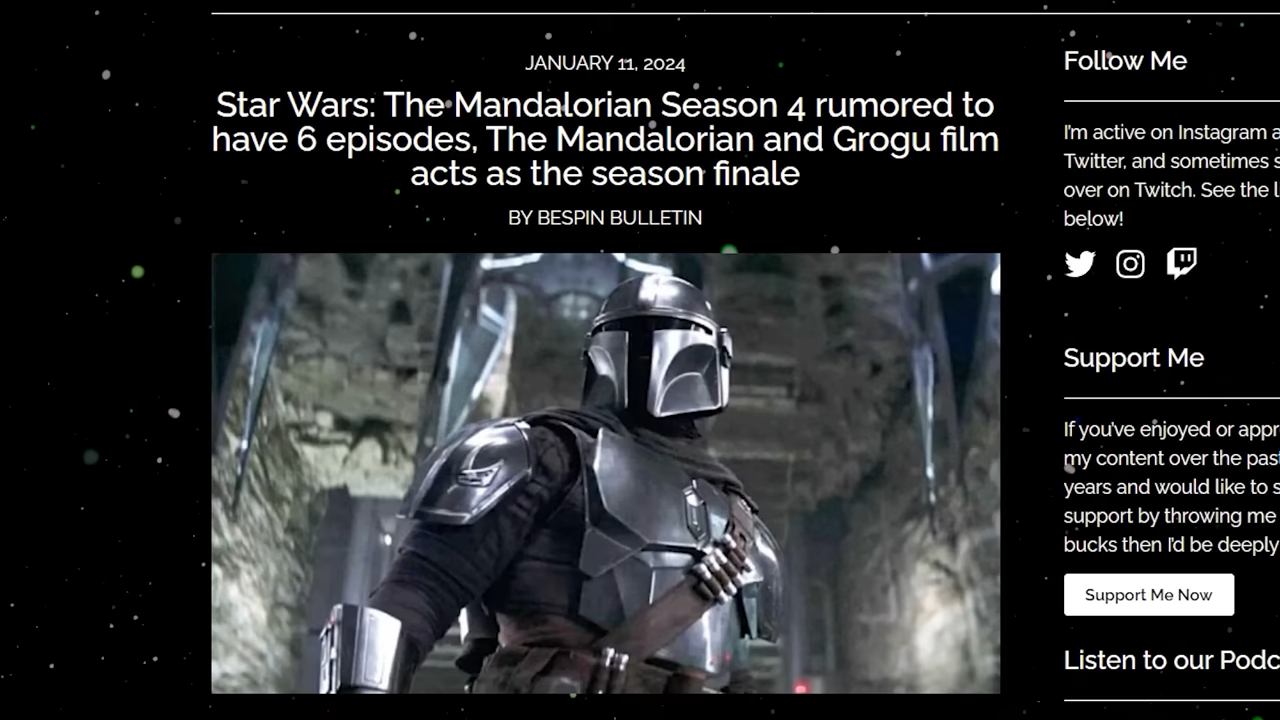 JANUARY 11, 2024
Star Wars: The Mandalorian Season 4 rumored to
have 6 episodes, The Mandalorian and Grogu film
acts as the season finale
BY BESPIN BULLETIN
Follow Me
I'm active on Instagram a
Twitter, and sometimes s
over on Twitch. See the l
below!
Support Me
If you've enjoyed or appr
my content over the past
years and would like to s
support by throwing me
bucks then I'd be deeply
Support Me Now
Listen to our Podc